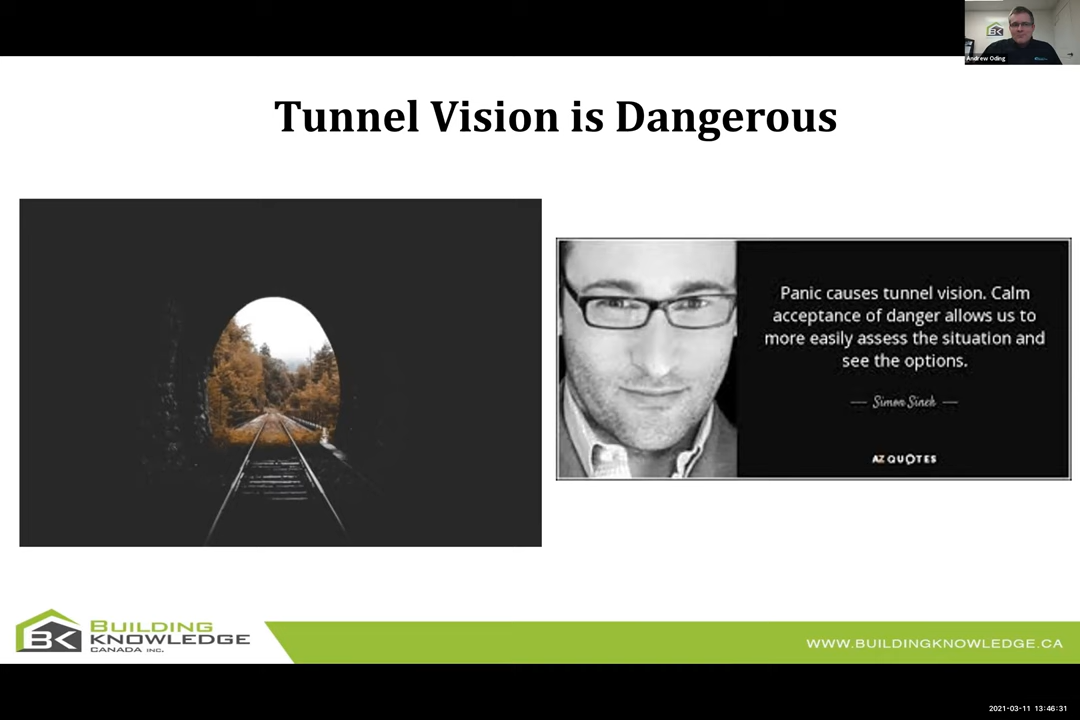 BK
Andrew Oding
Tunnel Vision is Dangerous
Panic causes tunnel vision. Calm
acceptance of danger allows us to
more easily assess the situation and
see the options.
Simon Sinek
AZ QUOTES
BK
BUILDING
KNOWLEDGE
CANADA INC.
WWW.BUILDINGKNOWLEDGE.CA
2021-03-11 13:46:31